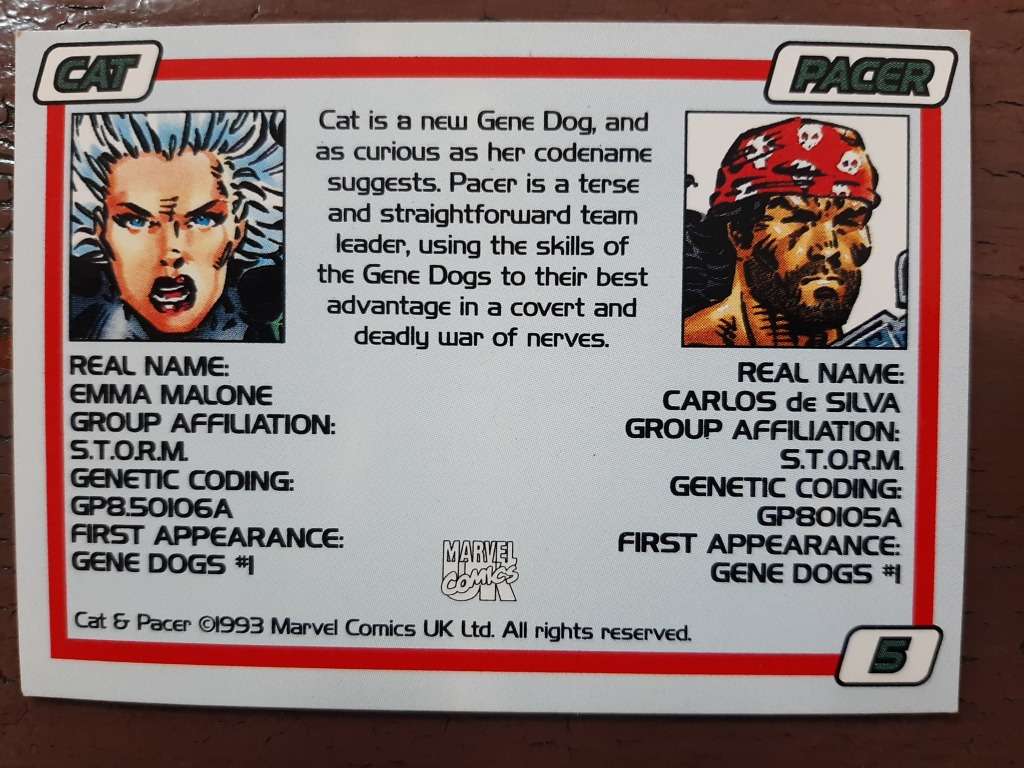 CAT
PACER
Cat is a new Gene Dog, and
as curious as her codename
suggests. Pacer is a terse
and straightforward team
leader, using the skills of
the Gene Dogs to their best
advantage in a covert and
deadly war of nerves.
REAL NAME:
EMMA MALONE
GROUP AFFILIATION:
S.T.O.R.M.
GENETIC CODING:
GP8.50106A
FIRST APPEARANCE:
GENE DOGS #1
REAL NAME:
CARLOS de SILVA
GROUP AFFILIATION:
S.T.O.R.M.
GENETIC CODING:
GP80105A
FIRST APPEARANCE:
GENE DOGS #1
MARVEL
COMICS
UK
Cat & Pacer ©1993 Marvel Comics UK Ltd. All rights reserved.
5